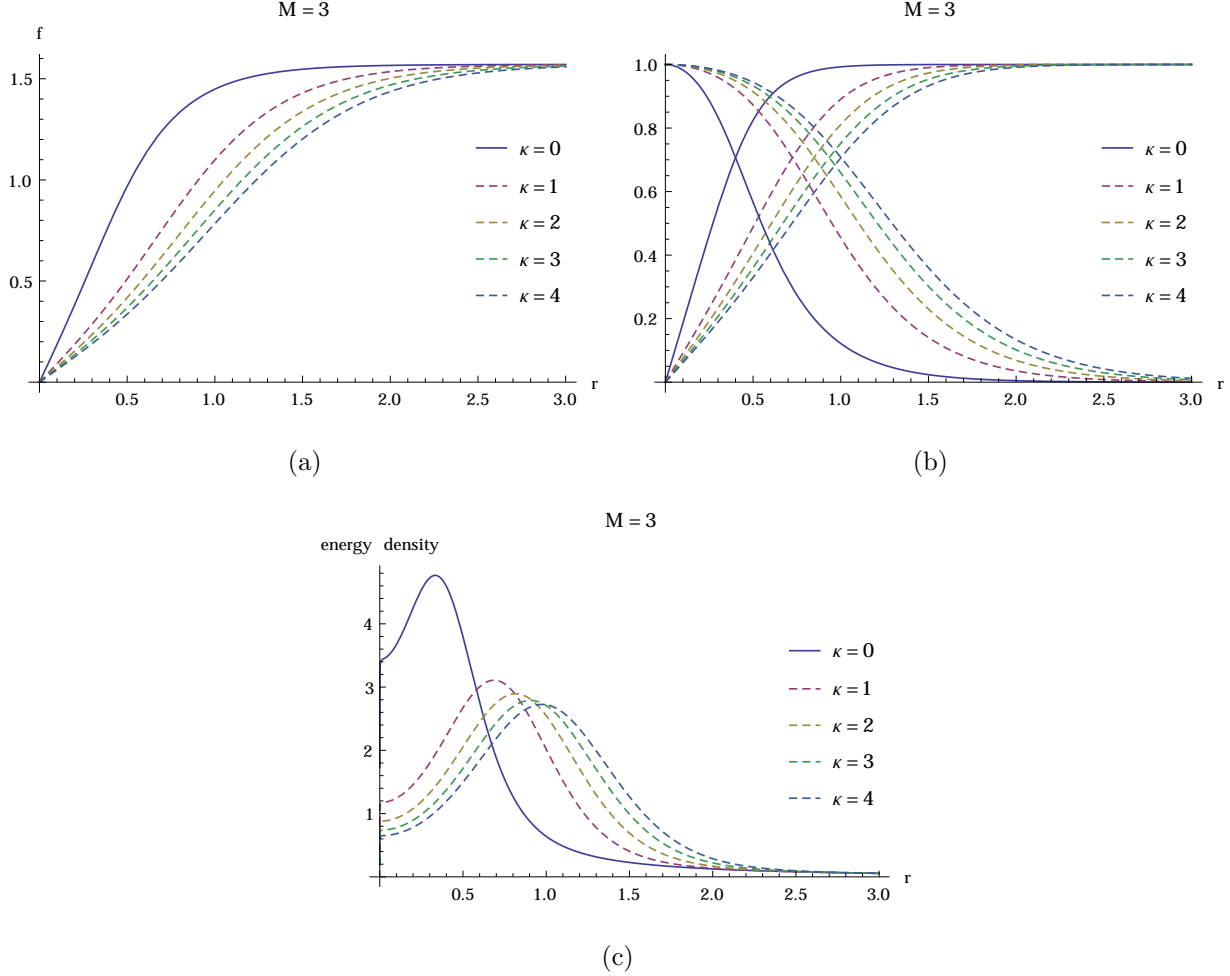 M = 3
f
1.5
1.0
0.5
0.5 1.0 1.5 2.0 2.5 3.0
r
κ = 0
κ = 1
κ = 2
κ = 3
κ = 4
(a)
M = 3
1.0
0.8
0.6
0.4
0.2
0.5 1.0 1.5 2.0 2.5 3.0
r
κ = 0
κ = 1
κ = 2
κ = 3
κ = 4
(b)
M = 3
energy density
4
3
2
1
0.5 1.0 1.5 2.0 2.5 3.0
r
κ = 0
κ = 1
κ = 2
κ = 3
κ = 4
(c)